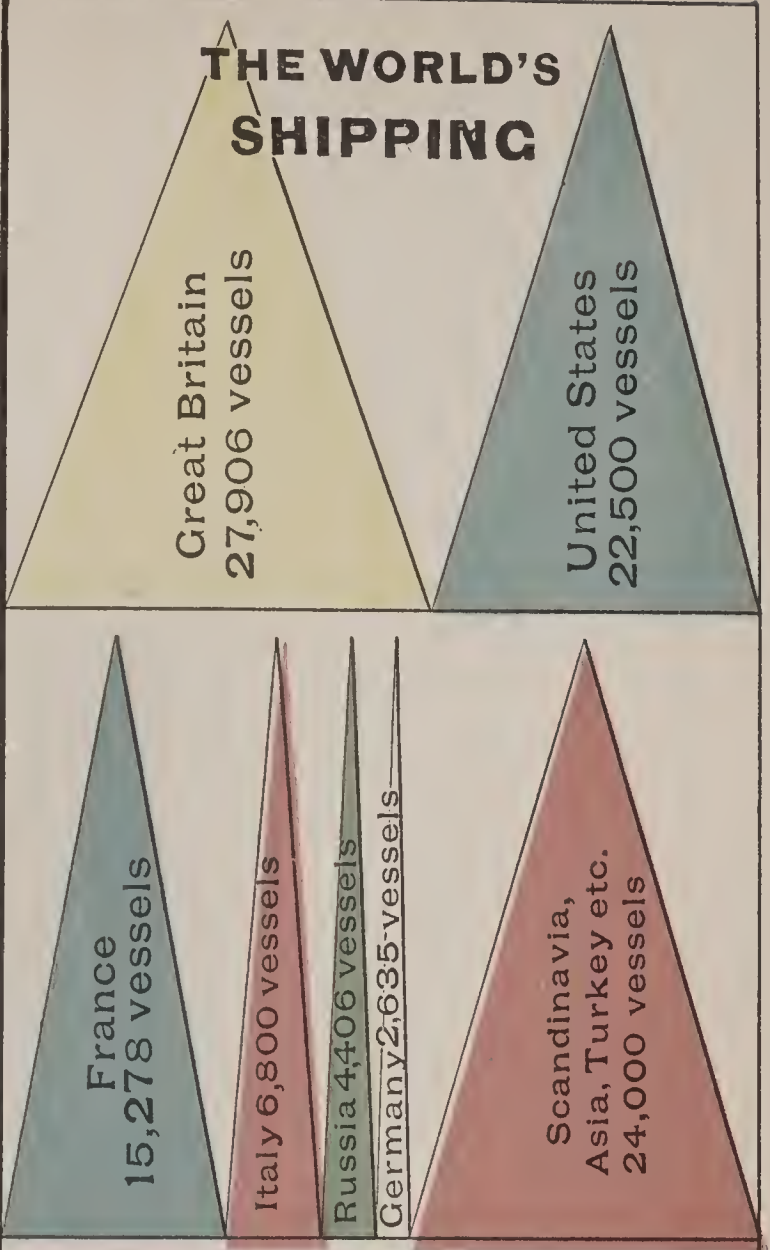 THE WORLD'S
SHIPPING
Great Britain
27,906 vessels
United States
22,500 vessels
France
15,278 vessels
Italy 6,800 vessels
Russia 4,406 vessels
Germany 2,635 vessels
Scandinavia,
Asia, Turkey etc.
24,000 vessels